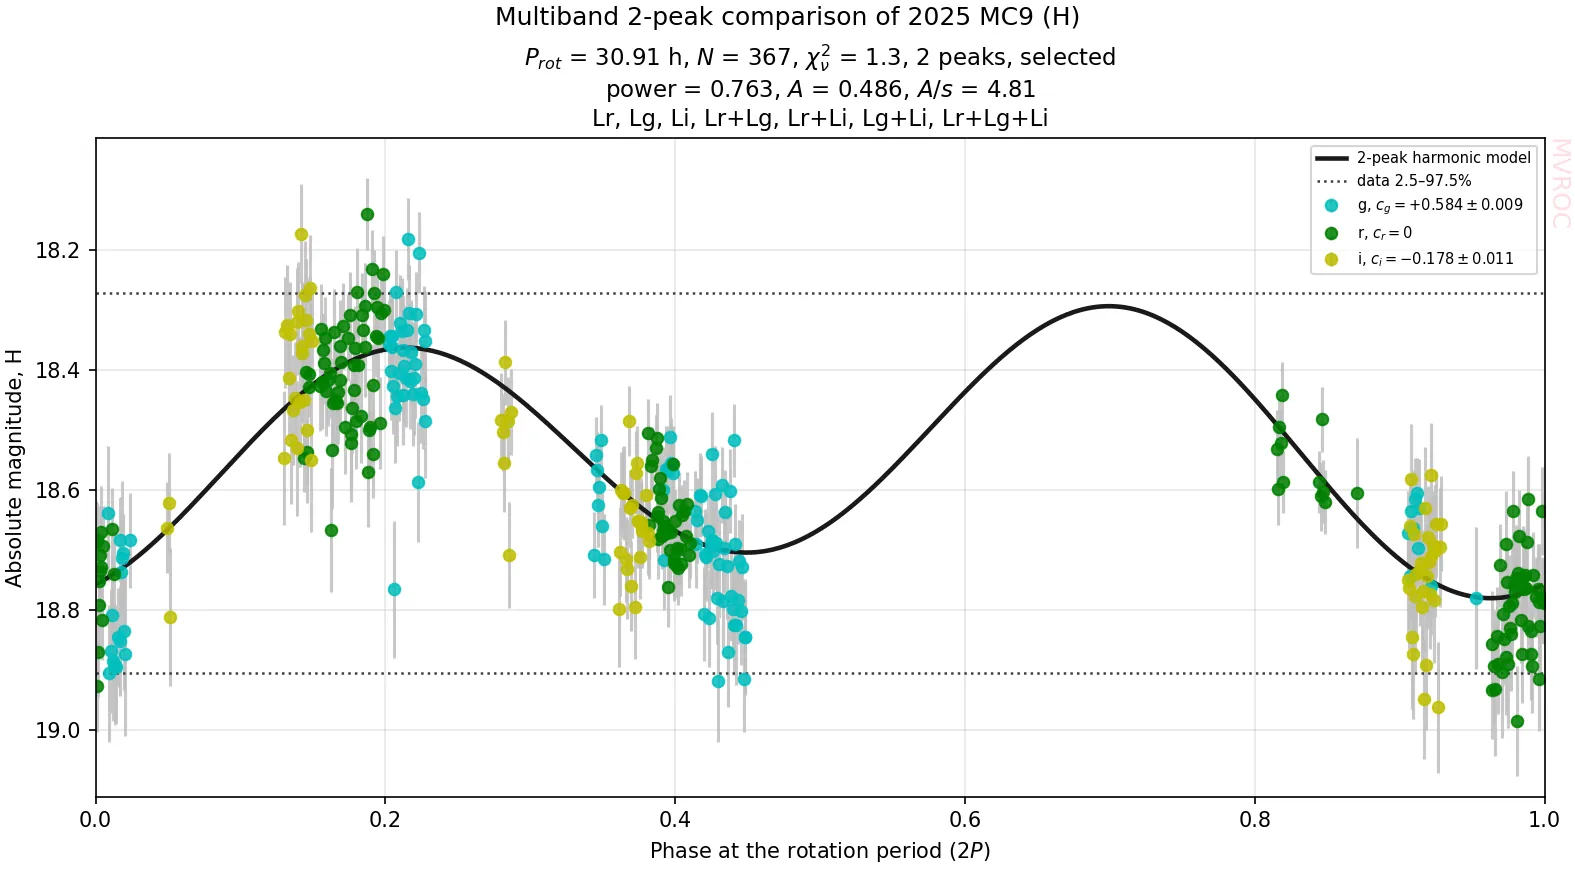 Multiband 2-peak comparison of 2025 MC9 (H)
P_rot = 30.91 h, N = 367, χ²_ν = 1.3, 2 peaks, selected
power = 0.763, A = 0.486, A/s = 4.81
Lr, Lg, Li, Lr+Lg, Lr+Li, Lg+Li, Lr+Lg+Li
2-peak harmonic model
data 2.5–97.5%
g, c_g = +0.584 ± 0.009
r, c_r = 0
i, c_i = −0.178 ± 0.011
MVROC
Absolute magnitude, H
18.2
18.4
18.6
18.8
19.0
0.0 0.2 0.4 0.6 0.8 1.0
Phase at the rotation period (2P)